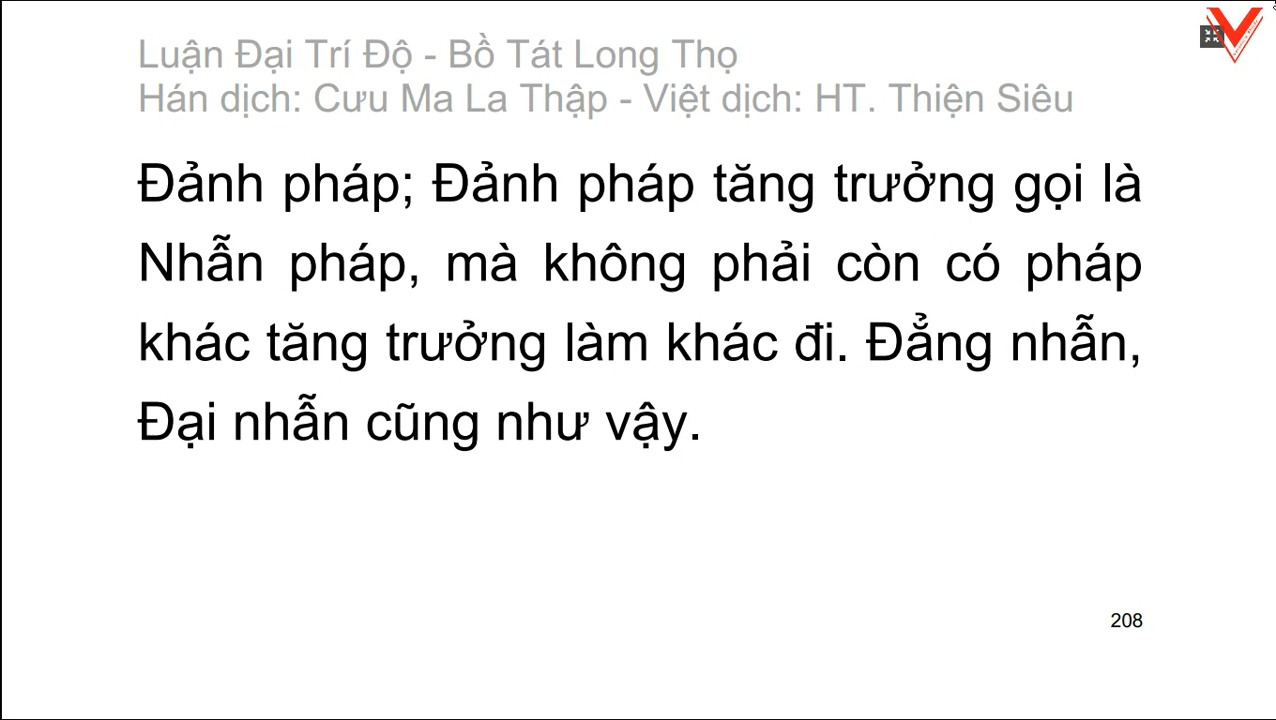 Luận Đại Trí Độ - Bồ Tát Long Thọ
Hán dịch: Cưu Ma La Thập - Việt dịch: HT. Thiện Siêu
Đảnh pháp; Đảnh pháp tăng trưởng gọi là
Nhẫn pháp, mà không phải còn có pháp
khác tăng trưởng làm khác đi. Đẳng nhẫn,
Đại nhẫn cũng như vậy.
208